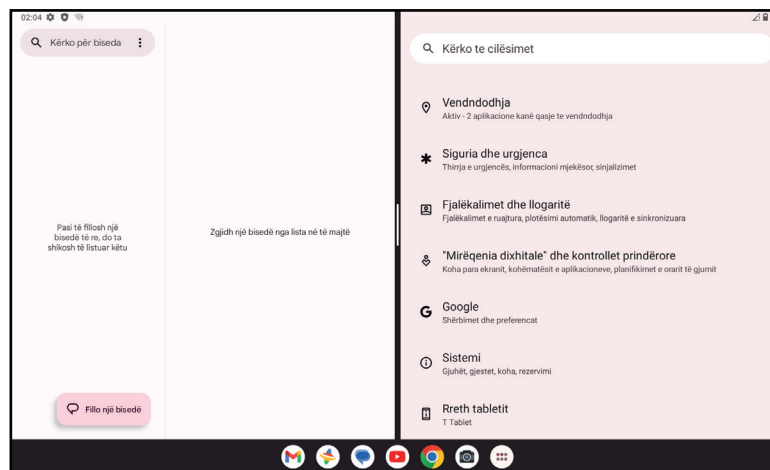 02:04
Kërko për biseda
Pasi të fillosh një
bisedë të re, do ta
shikosh të listuar këtu
Fillo një bisedë
Zgjidh një bisedë nga lista në të majtë
Kërko te cilësimet
Vendndodhja
Aktiv - 2 aplikacione kanë qasje te vendndodhja
Siguria dhe urgjenca
Thirrja e urgjencës, informacioni mjekësor, sinjalizimet
Fjalëkalimet dhe llogaritë
Fjalëkalimet e ruajtura, plotësimi automatik, llogaritë e sinkronizuara
"Mirëqenia dixhitale" dhe kontrollet prindërore
Koha para ekranit, kohëmatësit e aplikacioneve, planifikimet e orarit të gjumit
Google
Shërbimet dhe preferencat
Sistemi
Gjuhët, gjestet, koha, rezervimi
Rreth tabletit
T Tablet